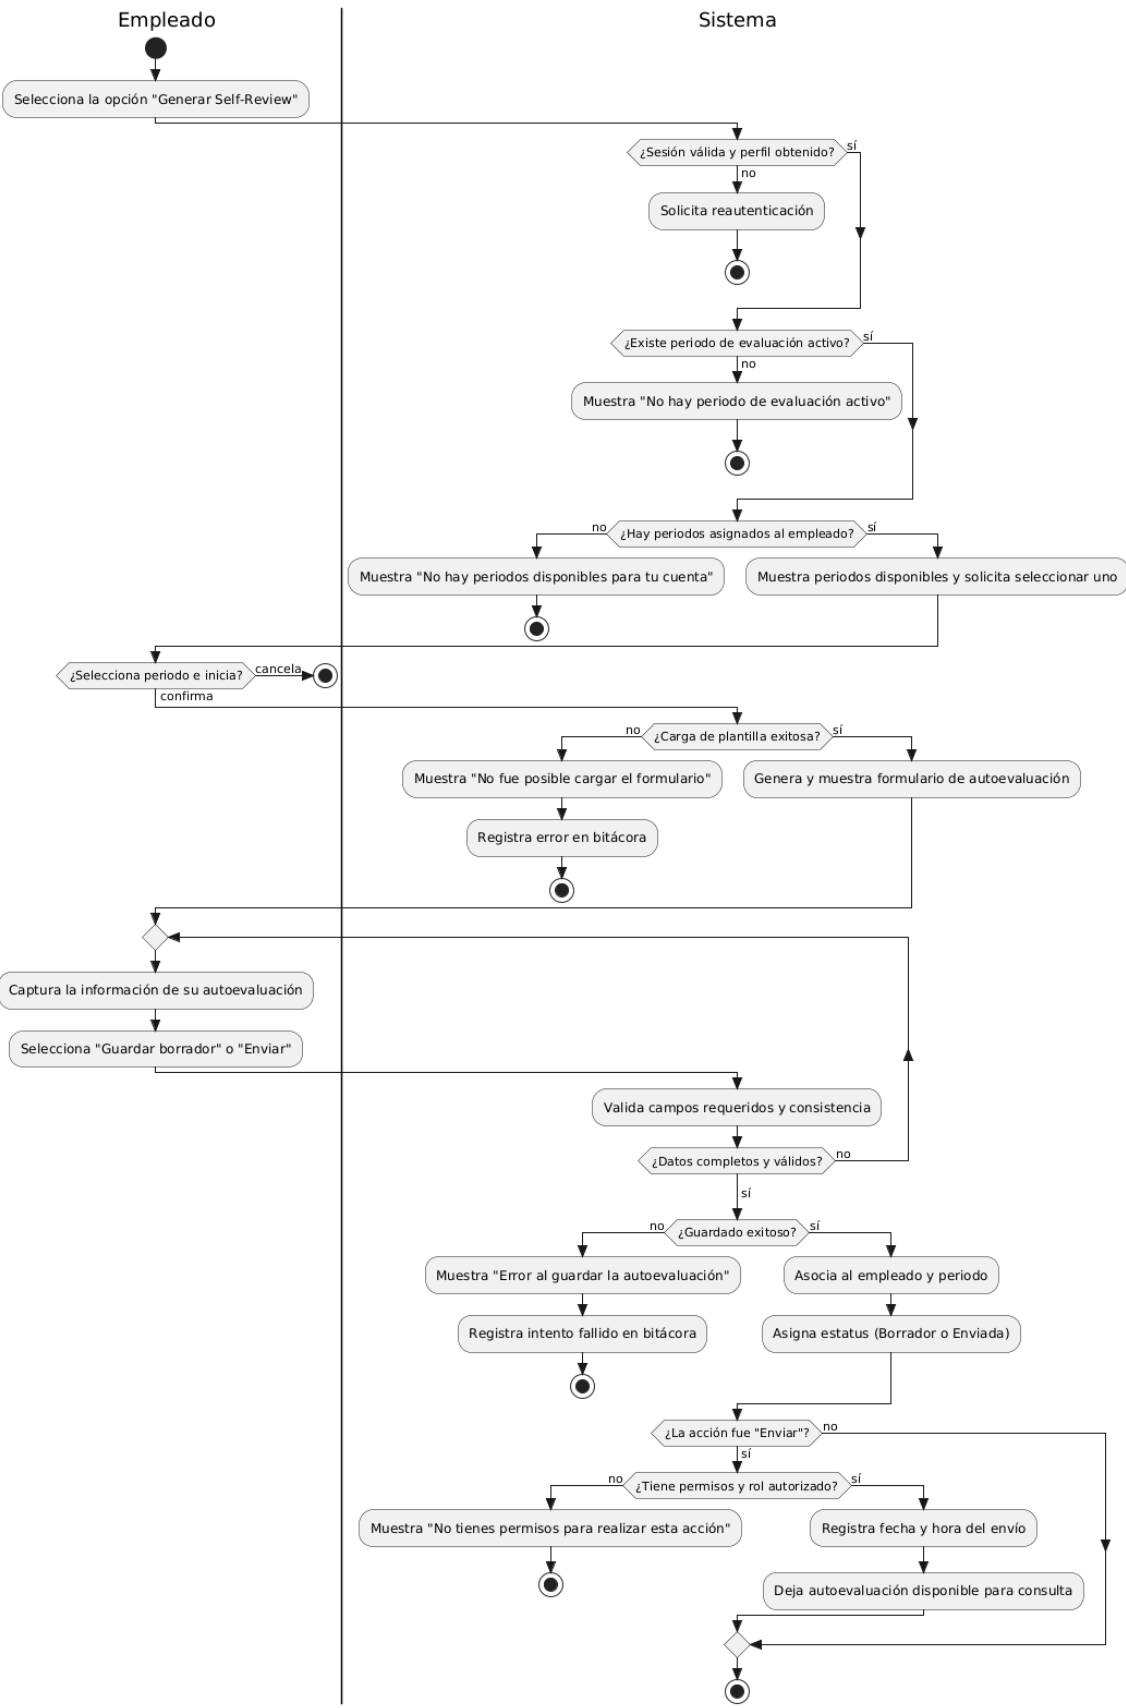 Empleado
Sistema
Selecciona la opción "Generar Self-Review"
¿Sesión válida y perfil obtenido?
sí
no
Solicita reautenticación
¿Existe periodo de evaluación activo?
sí
no
Muestra "No hay periodo de evaluación activo"
no
¿Hay periodos asignados al empleado?
sí
Muestra "No hay periodos disponibles para tu cuenta"
Muestra periodos disponibles y solicita seleccionar uno
¿Selecciona periodo e inicia?
cancela
confirma
no
¿Carga de plantilla exitosa?
sí
Muestra "No fue posible cargar el formulario"
Genera y muestra formulario de autoevaluación
Registra error en bitácora
Captura la información de su autoevaluación
Selecciona "Guardar borrador" o "Enviar"
Valida campos requeridos y consistencia
¿Datos completos y válidos?
no
sí
no
¿Guardado exitoso?
sí
Muestra "Error al guardar la autoevaluación"
Asocia al empleado y periodo
Registra intento fallido en bitácora
Asigna estatus (Borrador o Enviada)
¿La acción fue "Enviar"?
no
sí
no
¿Tiene permisos y rol autorizado?
sí
Muestra "No tienes permisos para realizar esta acción"
Registra fecha y hora del envío
Deja autoevaluación disponible para consulta